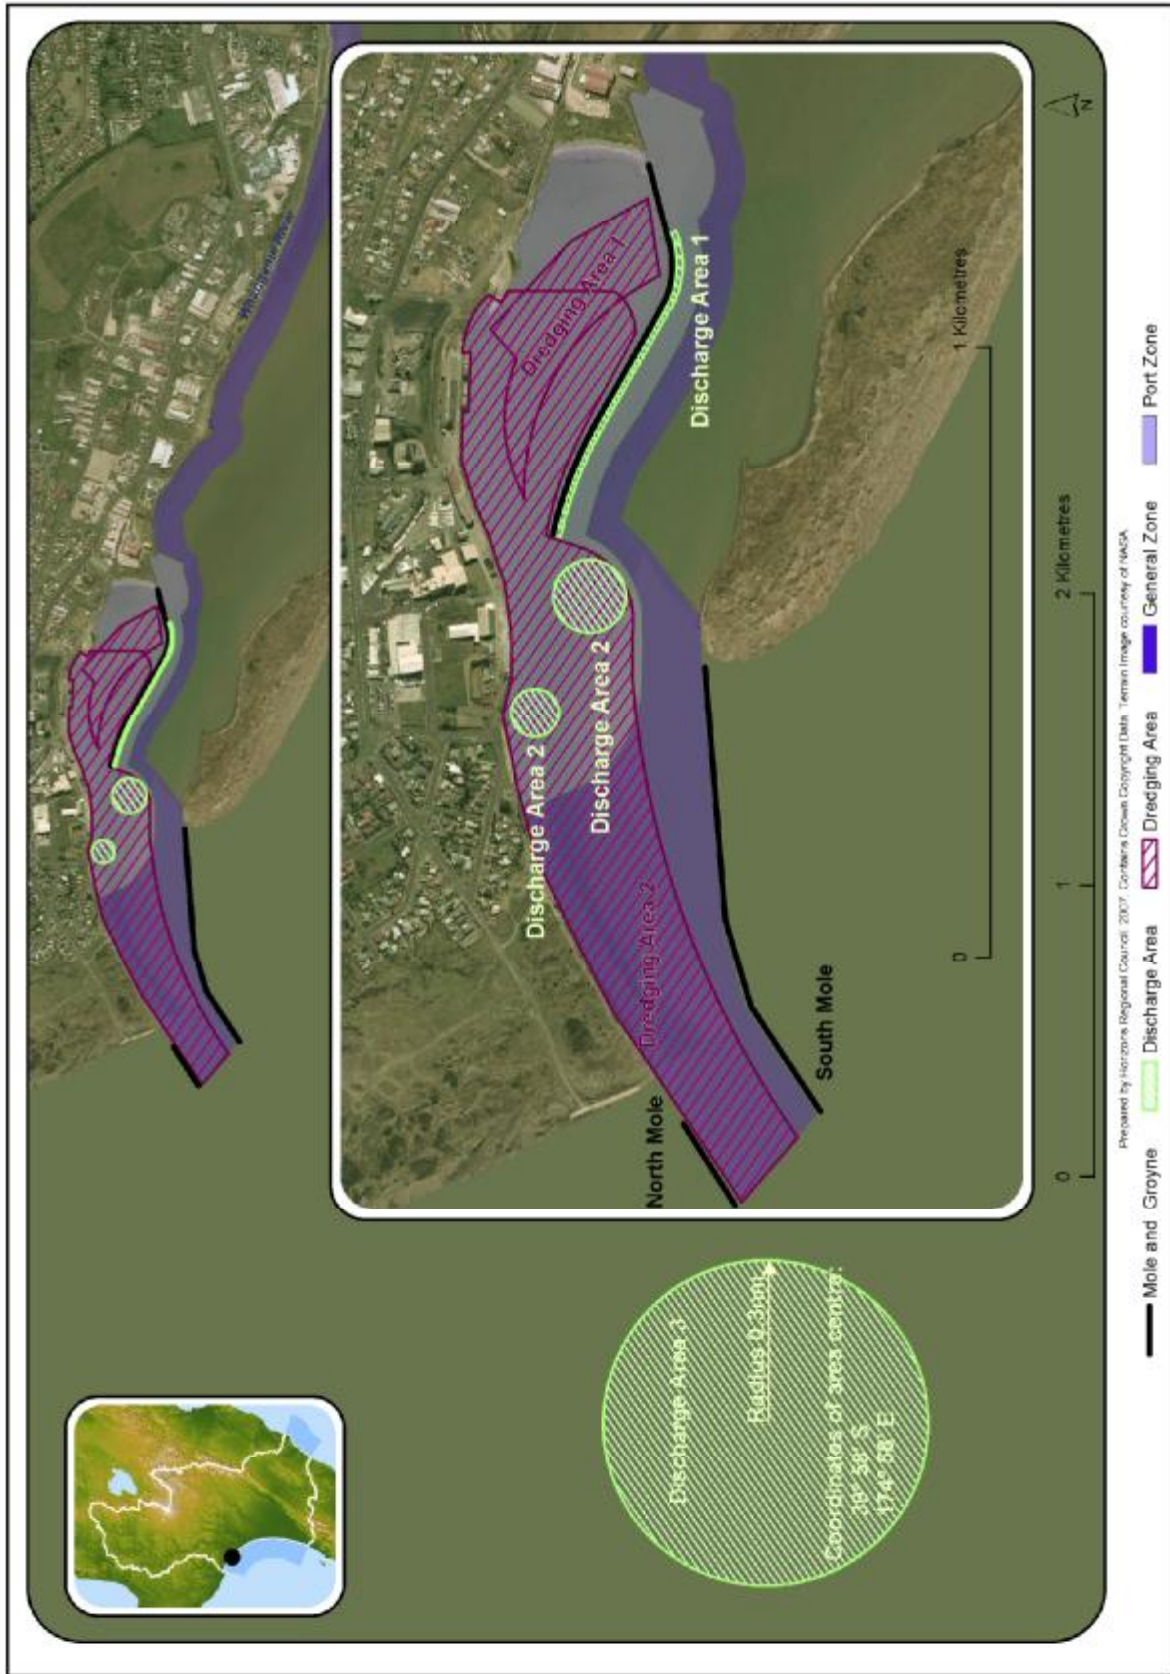 Whanganui River
Dredging Area 1
Discharge Area 1
Discharge Area 2
Discharge Area 2
Dredging Area 2
North Mole
South Mole
0
1 Kilometres
0
1
2 Kilometres
N
Discharge Area 3
Radius 0.3nm
Coordinates of area centre:
39° 58' S
174° 58' E
Prepared by Horizons Regional Council, 2007. Contains Crown Copyright Data. Terrain Image courtesy of NASA
Mole and Groyne
Discharge Area
Dredging Area
General Zone
Port Zone